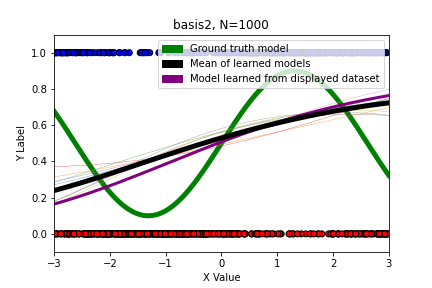 basis2, N=1000
Ground truth model
Mean of learned models
Model learned from displayed dataset
Y Label
1.0
0.8
0.6
0.4
0.2
0.0
−3
−2
−1
0
1
2
3
X Value